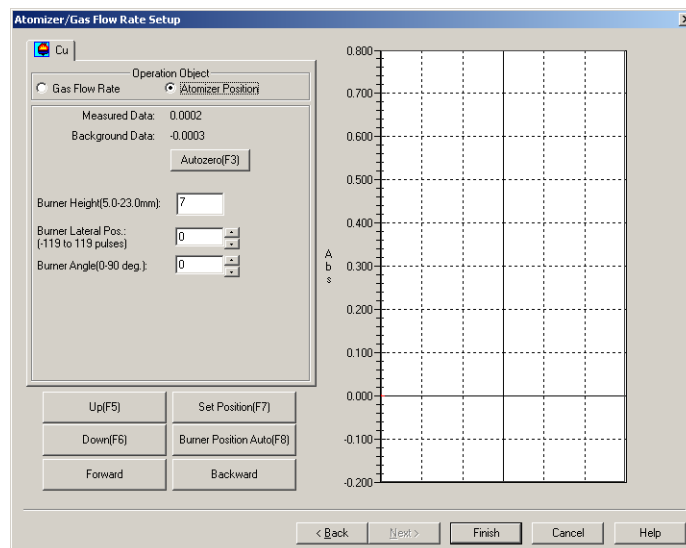 Atomizer/Gas Flow Rate Setup
Cu
Operation Object
Gas Flow Rate
Atomizer Position
Measured Data: 0.0002
Background Data: -0.0003
Autozero(F3)
Burner Height(5.0-23.0mm): 7
Burner Lateral Pos.:
(-119 to 119 pulses) 0
Burner Angle(0-90 deg.): 0
Up(F5)
Set Position(F7)
Down(F6)
Burner Position Auto(F8)
Forward
Backward
0.800
0.700
0.600
0.500
0.400
0.300
0.200
0.100
0.000
-0.100
-0.200
Abs
< Back
Next >
Finish
Cancel
Help